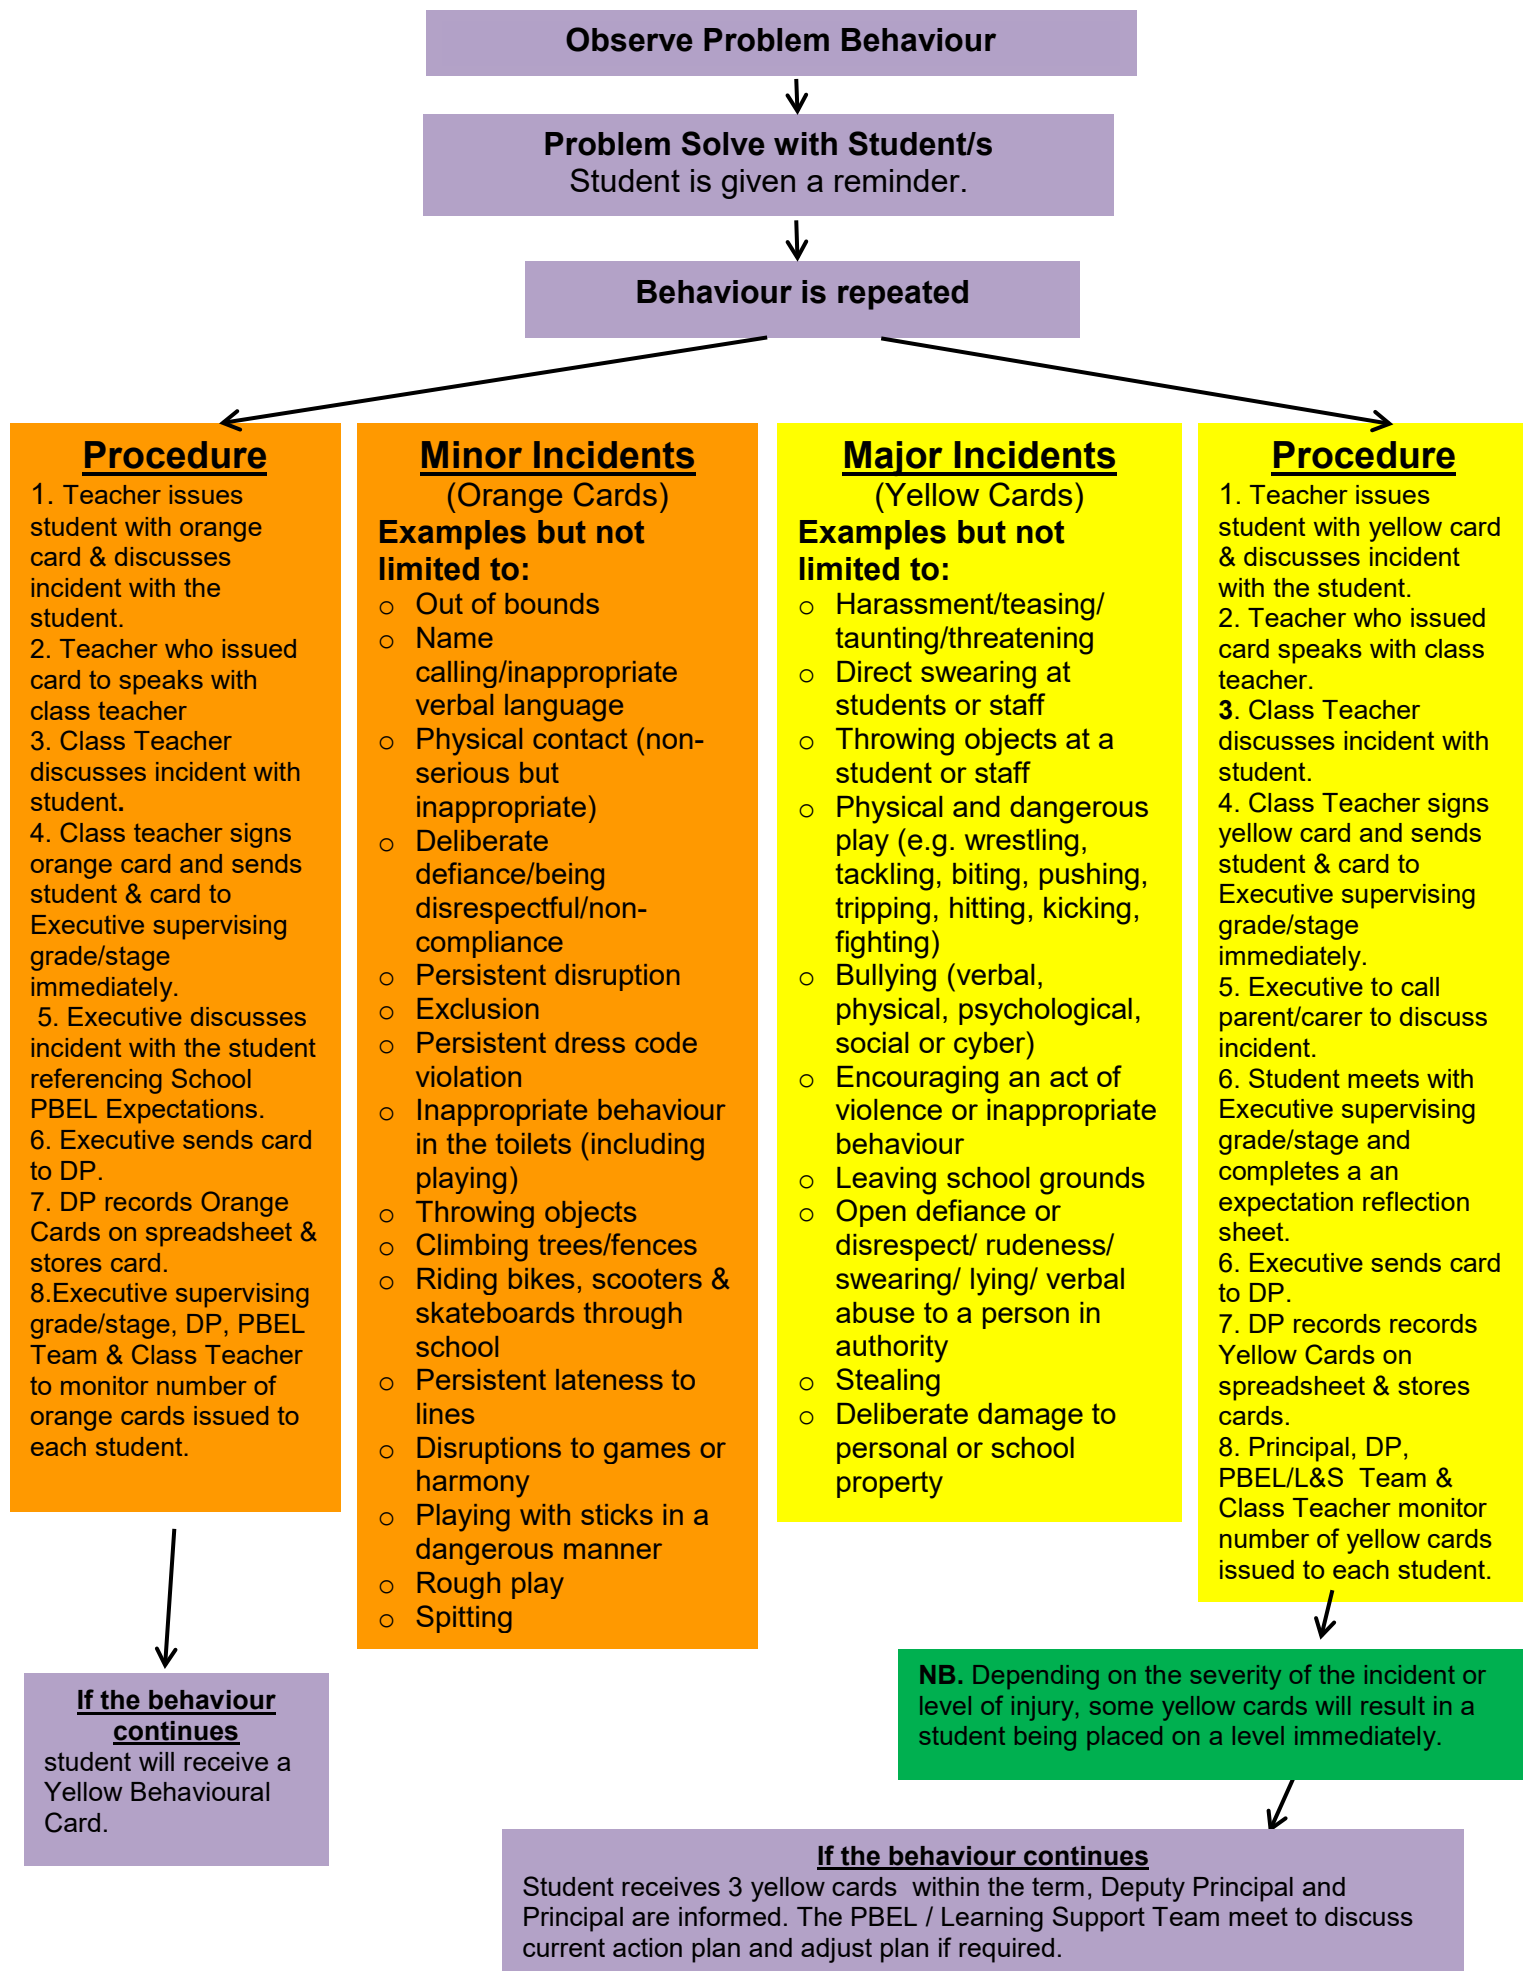 Observe Problem Behaviour
Problem Solve with Student/s
Student is given a reminder.
Behaviour is repeated
Procedure
1. Teacher issues
student with orange
card & discusses
incident with the
student.
2. Teacher who issued
card to speaks with
class teacher
3. Class Teacher
discusses incident with
student.
4. Class teacher signs
orange card and sends
student & card to
Executive supervising
grade/stage
immediately.
5. Executive discusses
incident with the student
referencing School
PBEL Expectations.
6. Executive sends card
to DP.
7. DP records Orange
Cards on spreadsheet &
stores card.
8.Executive supervising
grade/stage, DP, PBEL
Team & Class Teacher
to monitor number of
orange cards issued to
each student.
Minor Incidents
(Orange Cards)
Examples but not
limited to:
o Out of bounds
o Name
calling/inappropriate
verbal language
o Physical contact (non-
serious but
inappropriate)
o Deliberate
defiance/being
disrespectful/non-
compliance
o Persistent disruption
o Exclusion
o Persistent dress code
violation
o Inappropriate behaviour
in the toilets (including
playing)
o Throwing objects
o Climbing trees/fences
o Riding bikes, scooters &
skateboards through
school
o Persistent lateness to
lines
o Disruptions to games or
harmony
o Playing with sticks in a
dangerous manner
o Rough play
o Spitting
Major Incidents
(Yellow Cards)
Examples but not
limited to:
o Harassment/teasing/
taunting/threatening
o Direct swearing at
students or staff
o Throwing objects at a
student or staff
o Physical and dangerous
play (e.g. wrestling,
tackling, biting, pushing,
tripping, hitting, kicking,
fighting)
o Bullying (verbal,
physical, psychological,
social or cyber)
o Encouraging an act of
violence or inappropriate
behaviour
o Leaving school grounds
o Open defiance or
disrespect/ rudeness/
swearing/ lying/ verbal
abuse to a person in
authority
o Stealing
o Deliberate damage to
personal or school
property
Procedure
1. Teacher issues
student with yellow card
& discusses incident
with the student.
2. Teacher who issued
card speaks with class
teacher.
3. Class Teacher
discusses incident with
student.
4. Class Teacher signs
yellow card and sends
student & card to
Executive supervising
grade/stage
immediately.
5. Executive to call
parent/carer to discuss
incident.
6. Student meets with
Executive supervising
grade/stage and
completes a an
expectation reflection
sheet.
6. Executive sends card
to DP.
7. DP records records
Yellow Cards on
spreadsheet & stores
cards.
8. Principal, DP,
PBEL/L&S Team &
Class Teacher monitor
number of yellow cards
issued to each student.
If the behaviour
continues
student will receive a
Yellow Behavioural
Card.
NB. Depending on the severity of the incident or
level of injury, some yellow cards will result in a
student being placed on a level immediately.
If the behaviour continues
Student receives 3 yellow cards within the term, Deputy Principal and
Principal are informed. The PBEL / Learning Support Team meet to discuss
current action plan and adjust plan if required.